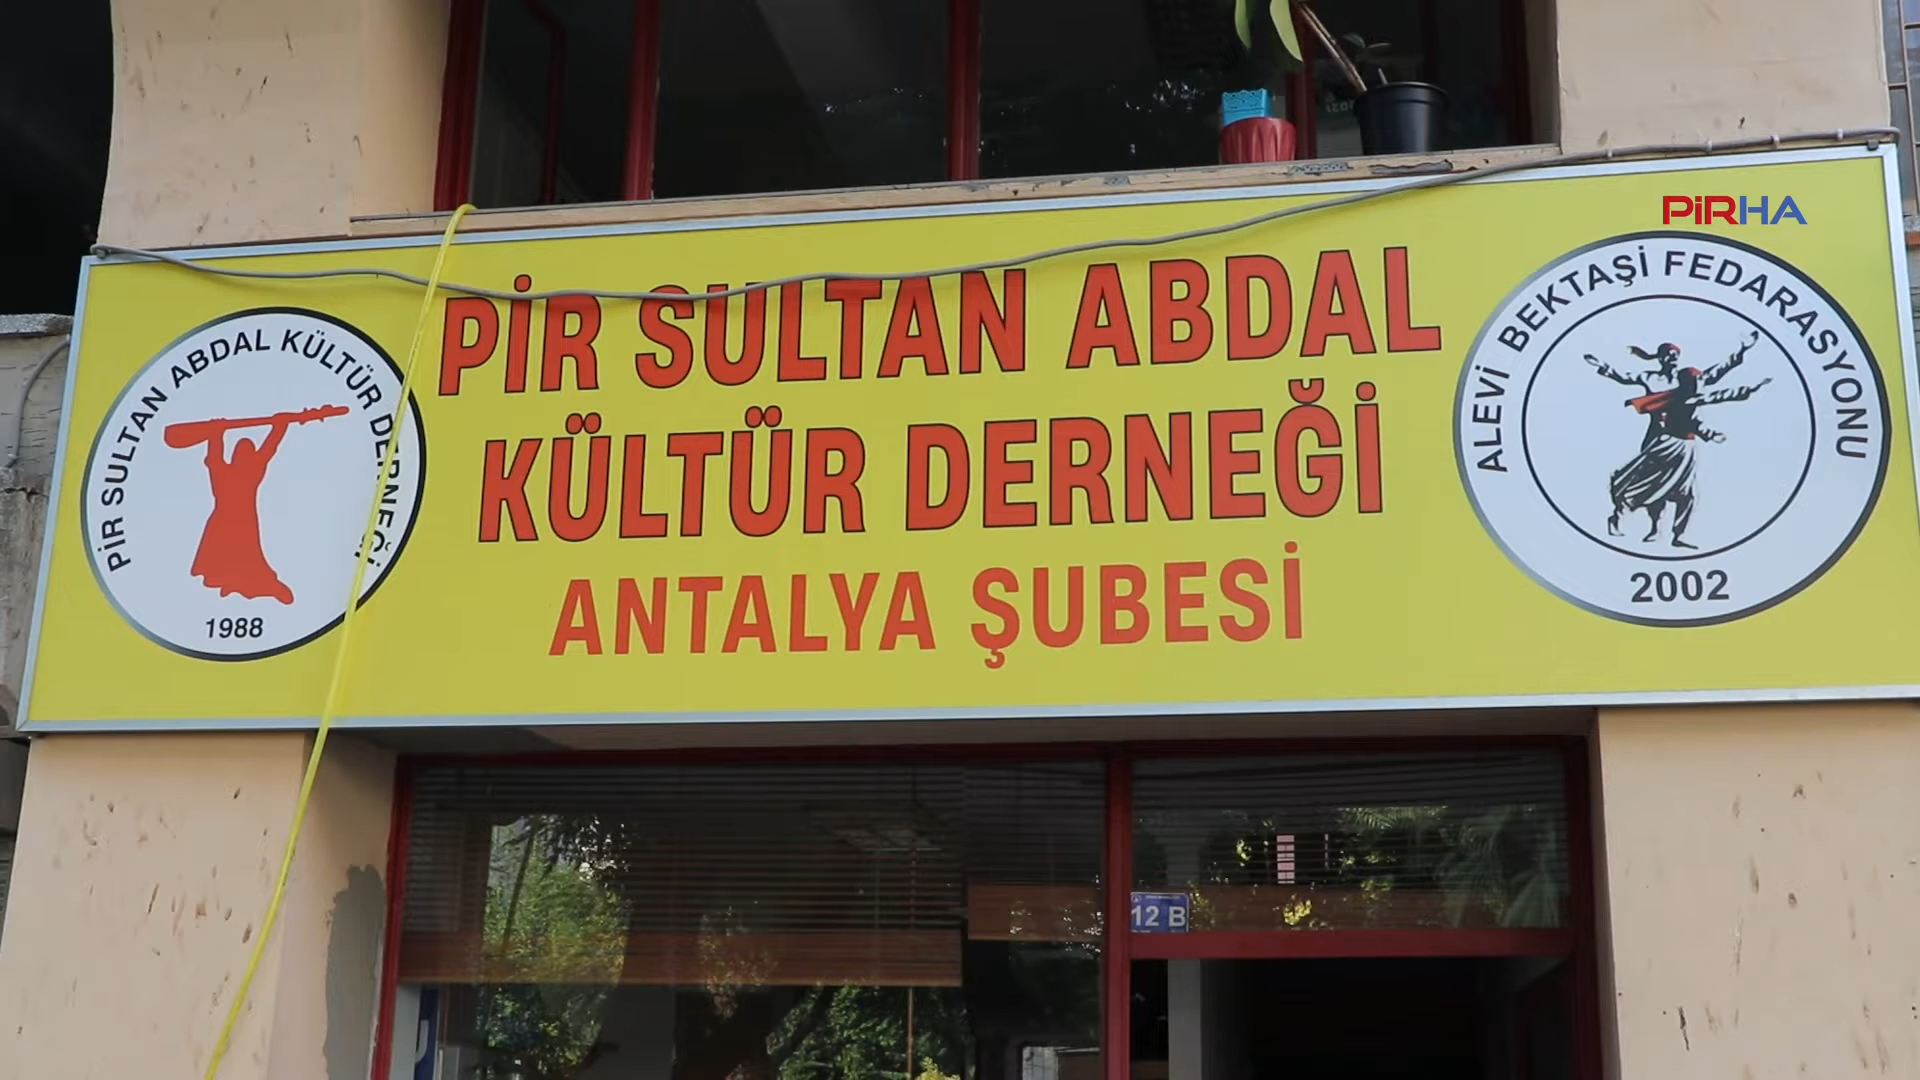 PİRHA
PİR SULTAN ABDAL
KÜLTÜR DERNEĞİ
ANTALYA ŞUBESİ
PİR SULTAN ABDAL KÜLTÜR DERNEĞİ
1988
ALEVİ BEKTAŞİ FEDARASYONU
2002
12 B